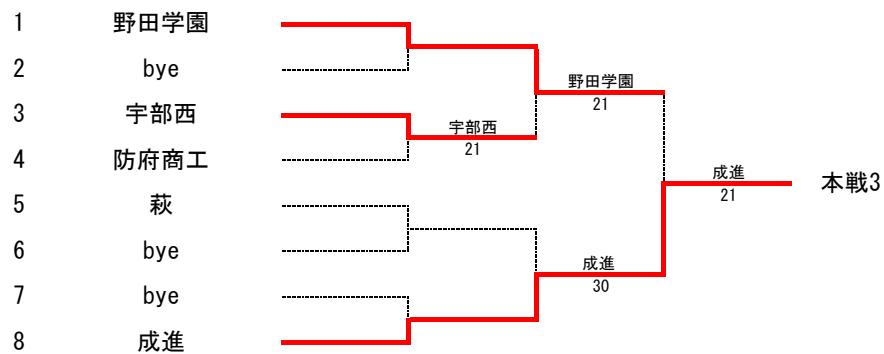 1 野田学園
2 bye
野田学園
21
3 宇部西
宇部西
21
4 防府商工
成進
21
本戦3
5 萩
6 bye
成進
30
7 bye
8 成進